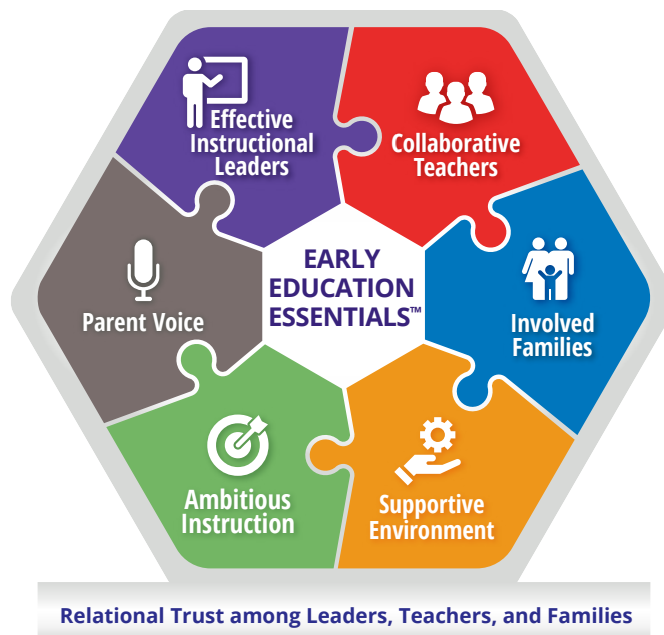 Effective
Instructional
Leaders
Collaborative
Teachers
EARLY
EDUCATION
ESSENTIALS™
Parent Voice
Involved
Families
Ambitious
Instruction
Supportive
Environment
Relational Trust among Leaders, Teachers, and Families